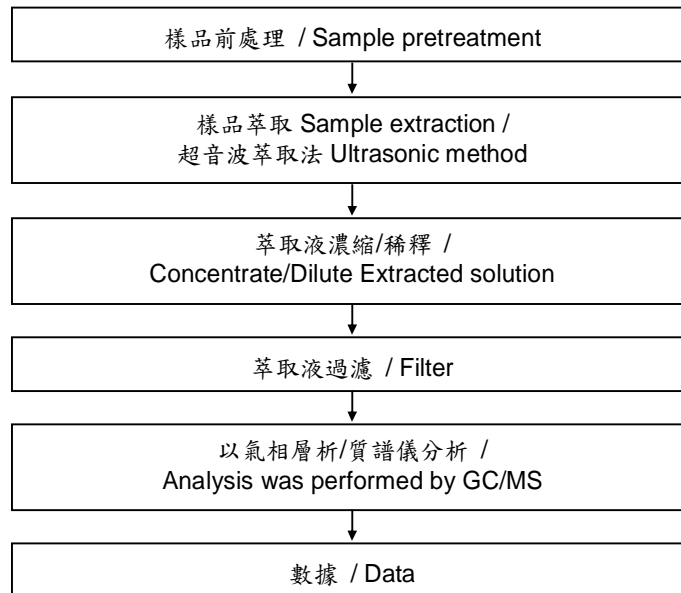 樣品前處理 / Sample pretreatment
樣品萃取 Sample extraction /
超音波萃取法 Ultrasonic method
萃取液濃縮/稀釋 /
Concentrate/Dilute Extracted solution
萃取液過濾 / Filter
以氣相層析/質譜儀分析 /
Analysis was performed by GC/MS
數據 / Data